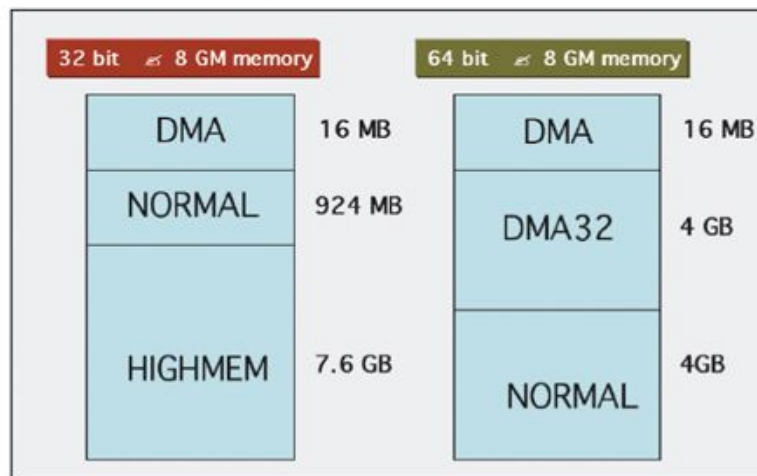 32 bit 8 GM memory
64 bit 8 GM memory
DMA 16 MB
NORMAL 924 MB
HIGHMEM 7.6 GB
DMA 16 MB
DMA32 4 GB
NORMAL 4GB